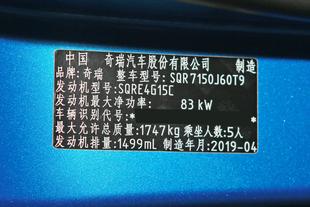 中国 奇瑞汽车股份有限公司 制造
品牌: 奇瑞 整车型号: SQR7150J60T9
发动机型号: SQRE4G15C
发动机最大净功率: 83 kW
车辆识别代号: *
*
最大允许总质量: 1747kg 乘坐人数: 5人
发动机排量: 1499mL 制造年月: 2019-04